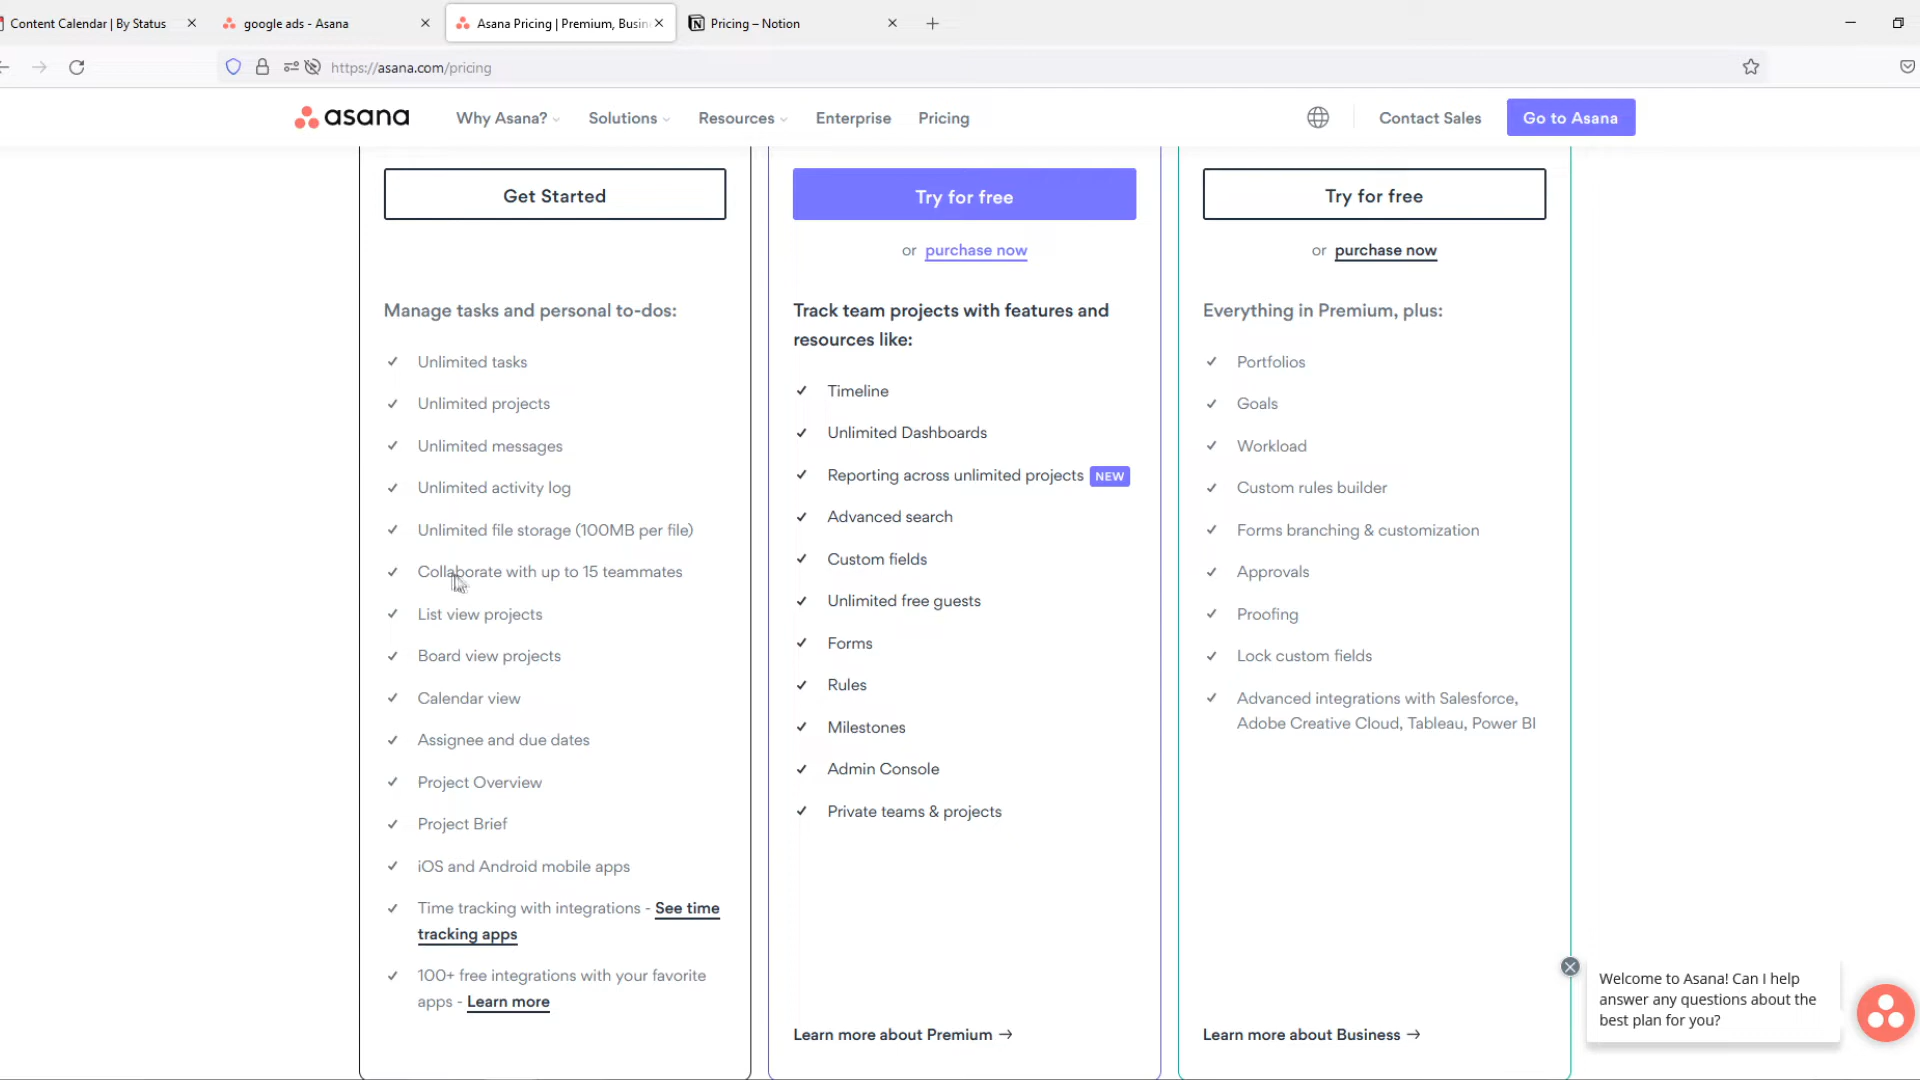 Content Calendar | By Status
google ads - Asana
Asana Pricing | Premium, Busin
Pricing – Notion
https://asana.com/pricing
asana
Why Asana?
Solutions
Resources
Enterprise
Pricing
Contact Sales
Go to Asana
Get Started
Manage tasks and personal to-dos:
Unlimited tasks
Unlimited projects
Unlimited messages
Unlimited activity log
Unlimited file storage (100MB per file)
Collaborate with up to 15 teammates
List view projects
Board view projects
Calendar view
Assignee and due dates
Project Overview
Project Brief
iOS and Android mobile apps
Time tracking with integrations - See time
tracking apps
100+ free integrations with your favorite
apps - Learn more
Try for free
or purchase now
Track team projects with features and
resources like:
Timeline
Unlimited Dashboards
Reporting across unlimited projects NEW
Advanced search
Custom fields
Unlimited free guests
Forms
Rules
Milestones
Admin Console
Private teams & projects
Learn more about Premium →
Try for free
or purchase now
Everything in Premium, plus:
Portfolios
Goals
Workload
Custom rules builder
Forms branching & customization
Approvals
Proofing
Lock custom fields
Advanced integrations with Salesforce,
Adobe Creative Cloud, Tableau, Power BI
Learn more about Business →
Welcome to Asana! Can I help
answer any questions about the
best plan for you?